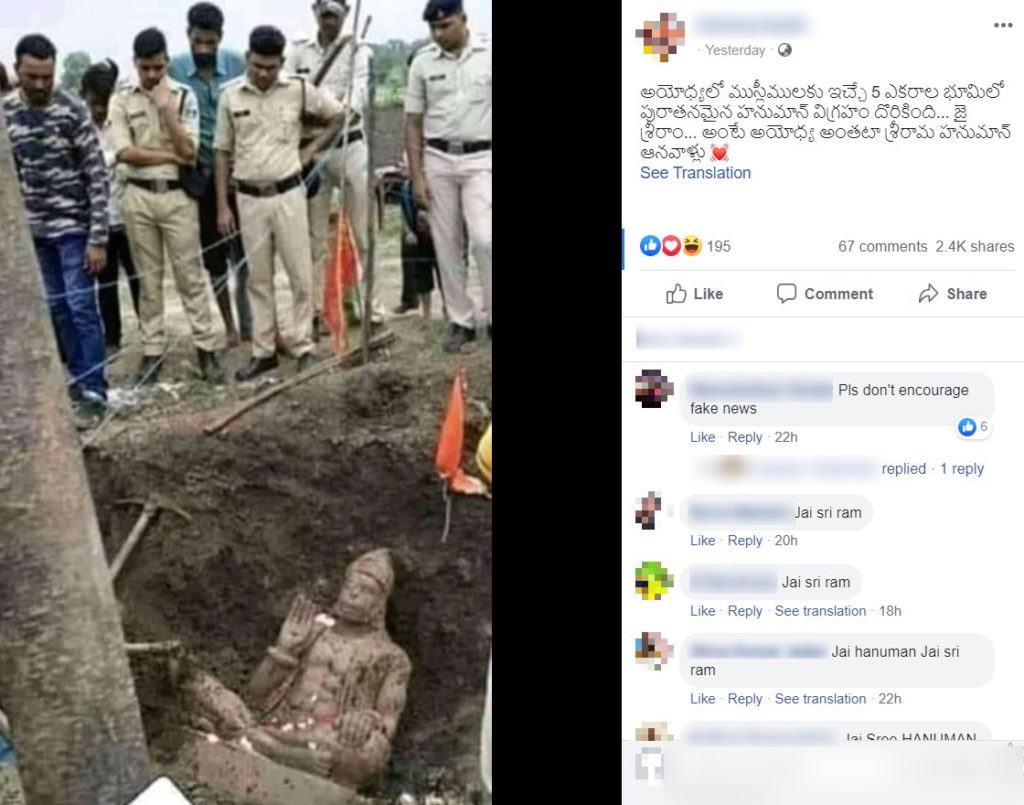 Yesterday ·
అయోధ్యలో ముస్లీములకు ఇచ్చే 5 ఎకరాల భూమిలో
పురాతనమైన హనుమాన్ విగ్రహం దొరికింది... జై
శ్రీరాం... అంటే అయోధ్య అంతటా శ్రీరామ హనుమాన్
ఆనవాళ్లు 💓
See Translation
195 67 comments 2.4K shares
Like Comment Share
Pls don't encourage
fake news
Like · Reply · 22h 6
replied · 1 reply
Jai sri ram
Like · Reply · 20h
Jai sri ram
Like · Reply · See translation · 18h
Jai hanuman Jai sri
ram
Like · Reply · See translation · 22h
Jai Sree HANUMAN